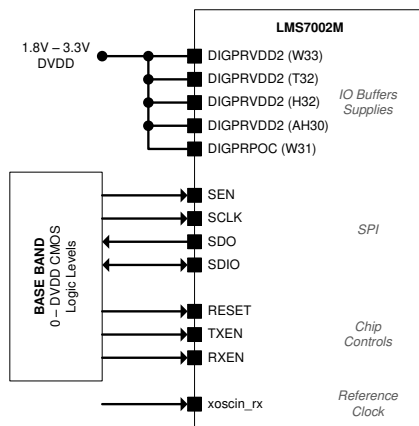 LMS7002M
1.8V – 3.3V
DVDD
DIGPRVDD2 (W33)
DIGPRVDD2 (T32)
DIGPRVDD2 (H32)
DIGPRVDD2 (AH30)
DIGPRPOC (W31)
IO Buffers
Supplies
BASE BAND
0 – DVDD CMOS
Logic Levels
SEN
SCLK
SDO
SDIO
SPI
RESET
TXEN
RXEN
Chip
Controls
xoscin_rx
Reference
Clock